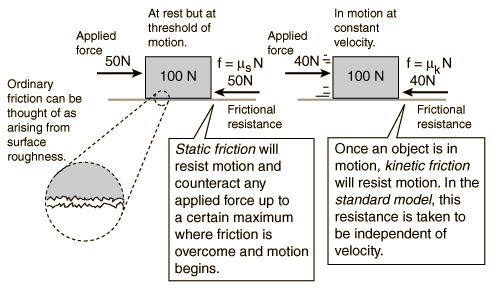 Applied
force
50N
At rest but at
threshold of
motion.
100 N
f = μsN
50N
Frictional
resistance
Ordinary
friction can be
thought of as
arising from
surface
roughness.
Static friction will
resist motion and
counteract any
applied force up to
a certain maximum
where friction is
overcome and motion
begins.
Applied
force
40N
In motion at
constant
velocity.
100 N
f = μkN
40N
Frictional
resistance
Once an object is in
motion, kinetic friction
will resist motion. In the
standard model, this
resistance is taken to
be independent of
velocity.